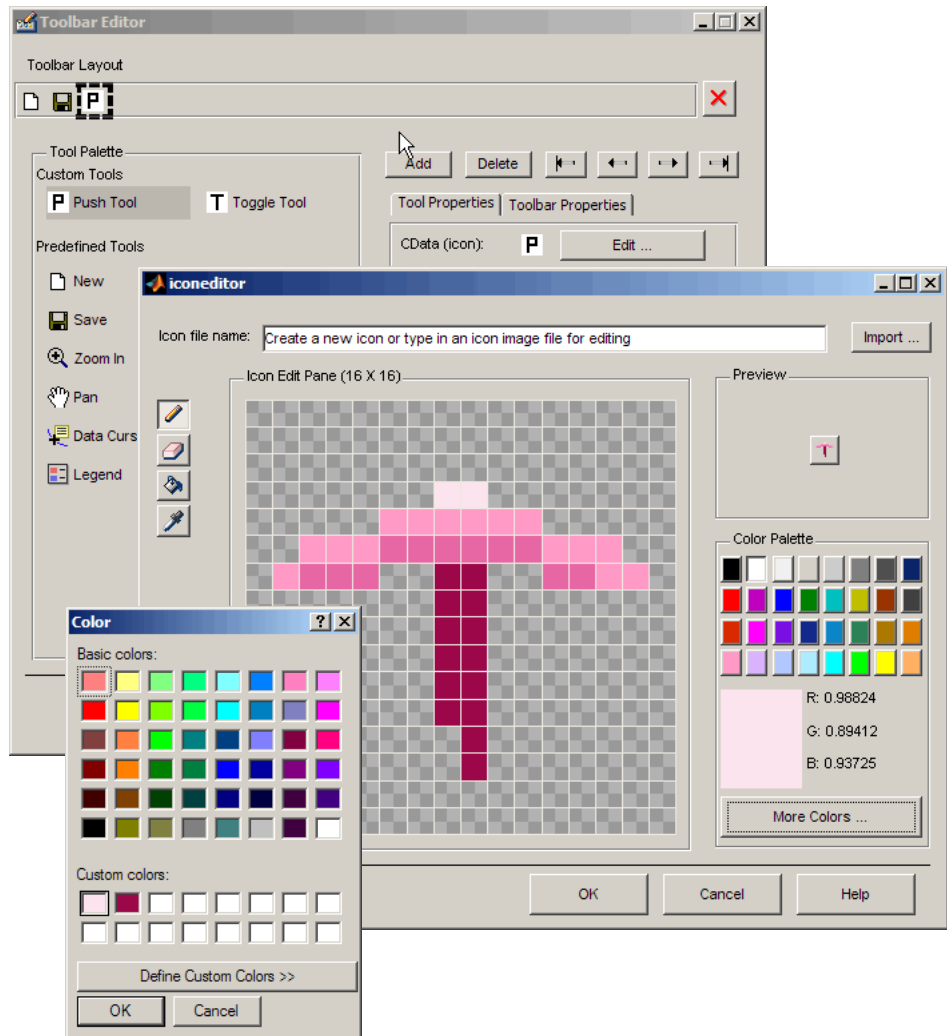 Toolbar Editor
Toolbar Layout
P
Tool Palette
Custom Tools
P Push Tool
T Toggle Tool
Predefined Tools
New
Save
Zoom In
Pan
Data Curs
Legend
Add
Delete
Tool Properties
Toolbar Properties
CData (icon):
P
Edit ...
iconeditor
Icon file name:
Create a new icon or type in an icon image file for editing
Import ...
Icon Edit Pane (16 X 16)
Preview
Color Palette
R: 0.98824
G: 0.89412
B: 0.93725
More Colors ...
OK
Cancel
Help
Color
?
Basic colors:
Custom colors:
Define Custom Colors >>
OK
Cancel